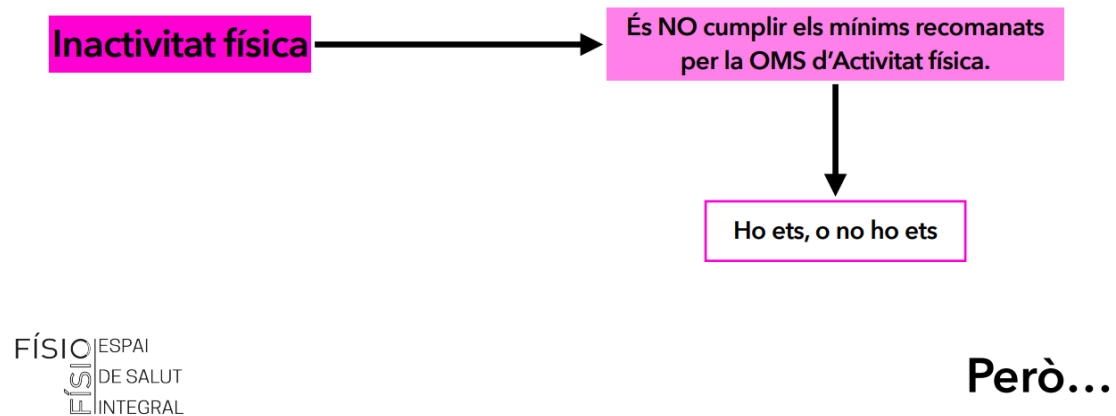 Inactivitat física
És NO cumplir els mínims recomanats
per la OMS d’Activitat física.
Ho ets, o no ho ets
FÍSIO
FÍSIO
ESPAI
DE SALUT
INTEGRAL
Però...